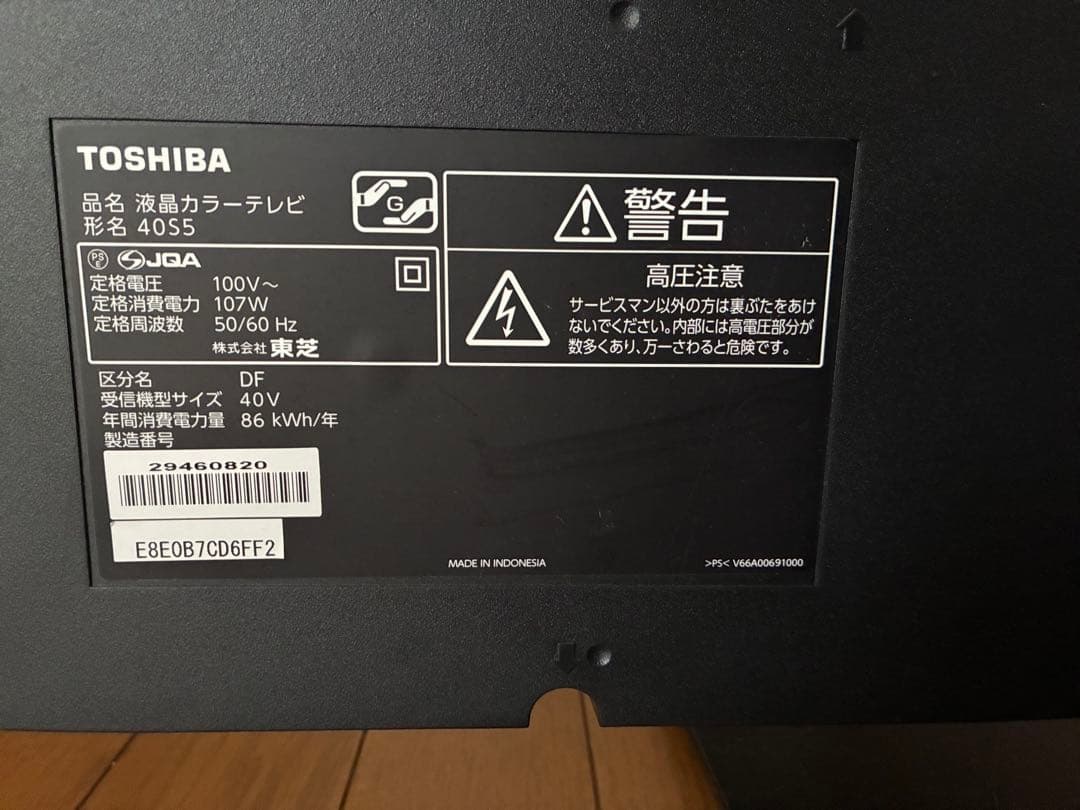 TOSHIBA
品名 液晶カラーテレビ
形名 40S5
G
PS
E
JQA
定格電圧 100V～
定格消費電力 107W
定格周波数 50/60 Hz
株式会社 東芝
区分名 DF
受信機型サイズ 40V
年間消費電力量 86 kWh/年
製造番号
29460820
E8E0B7CD6FF2
警告
高圧注意
サービスマン以外の方は裏ぶたをあけ
ないでください。内部には高電圧部分が
数多くあり、万一さわると危険です。
MADE IN INDONESIA
>PS< V66A00691000